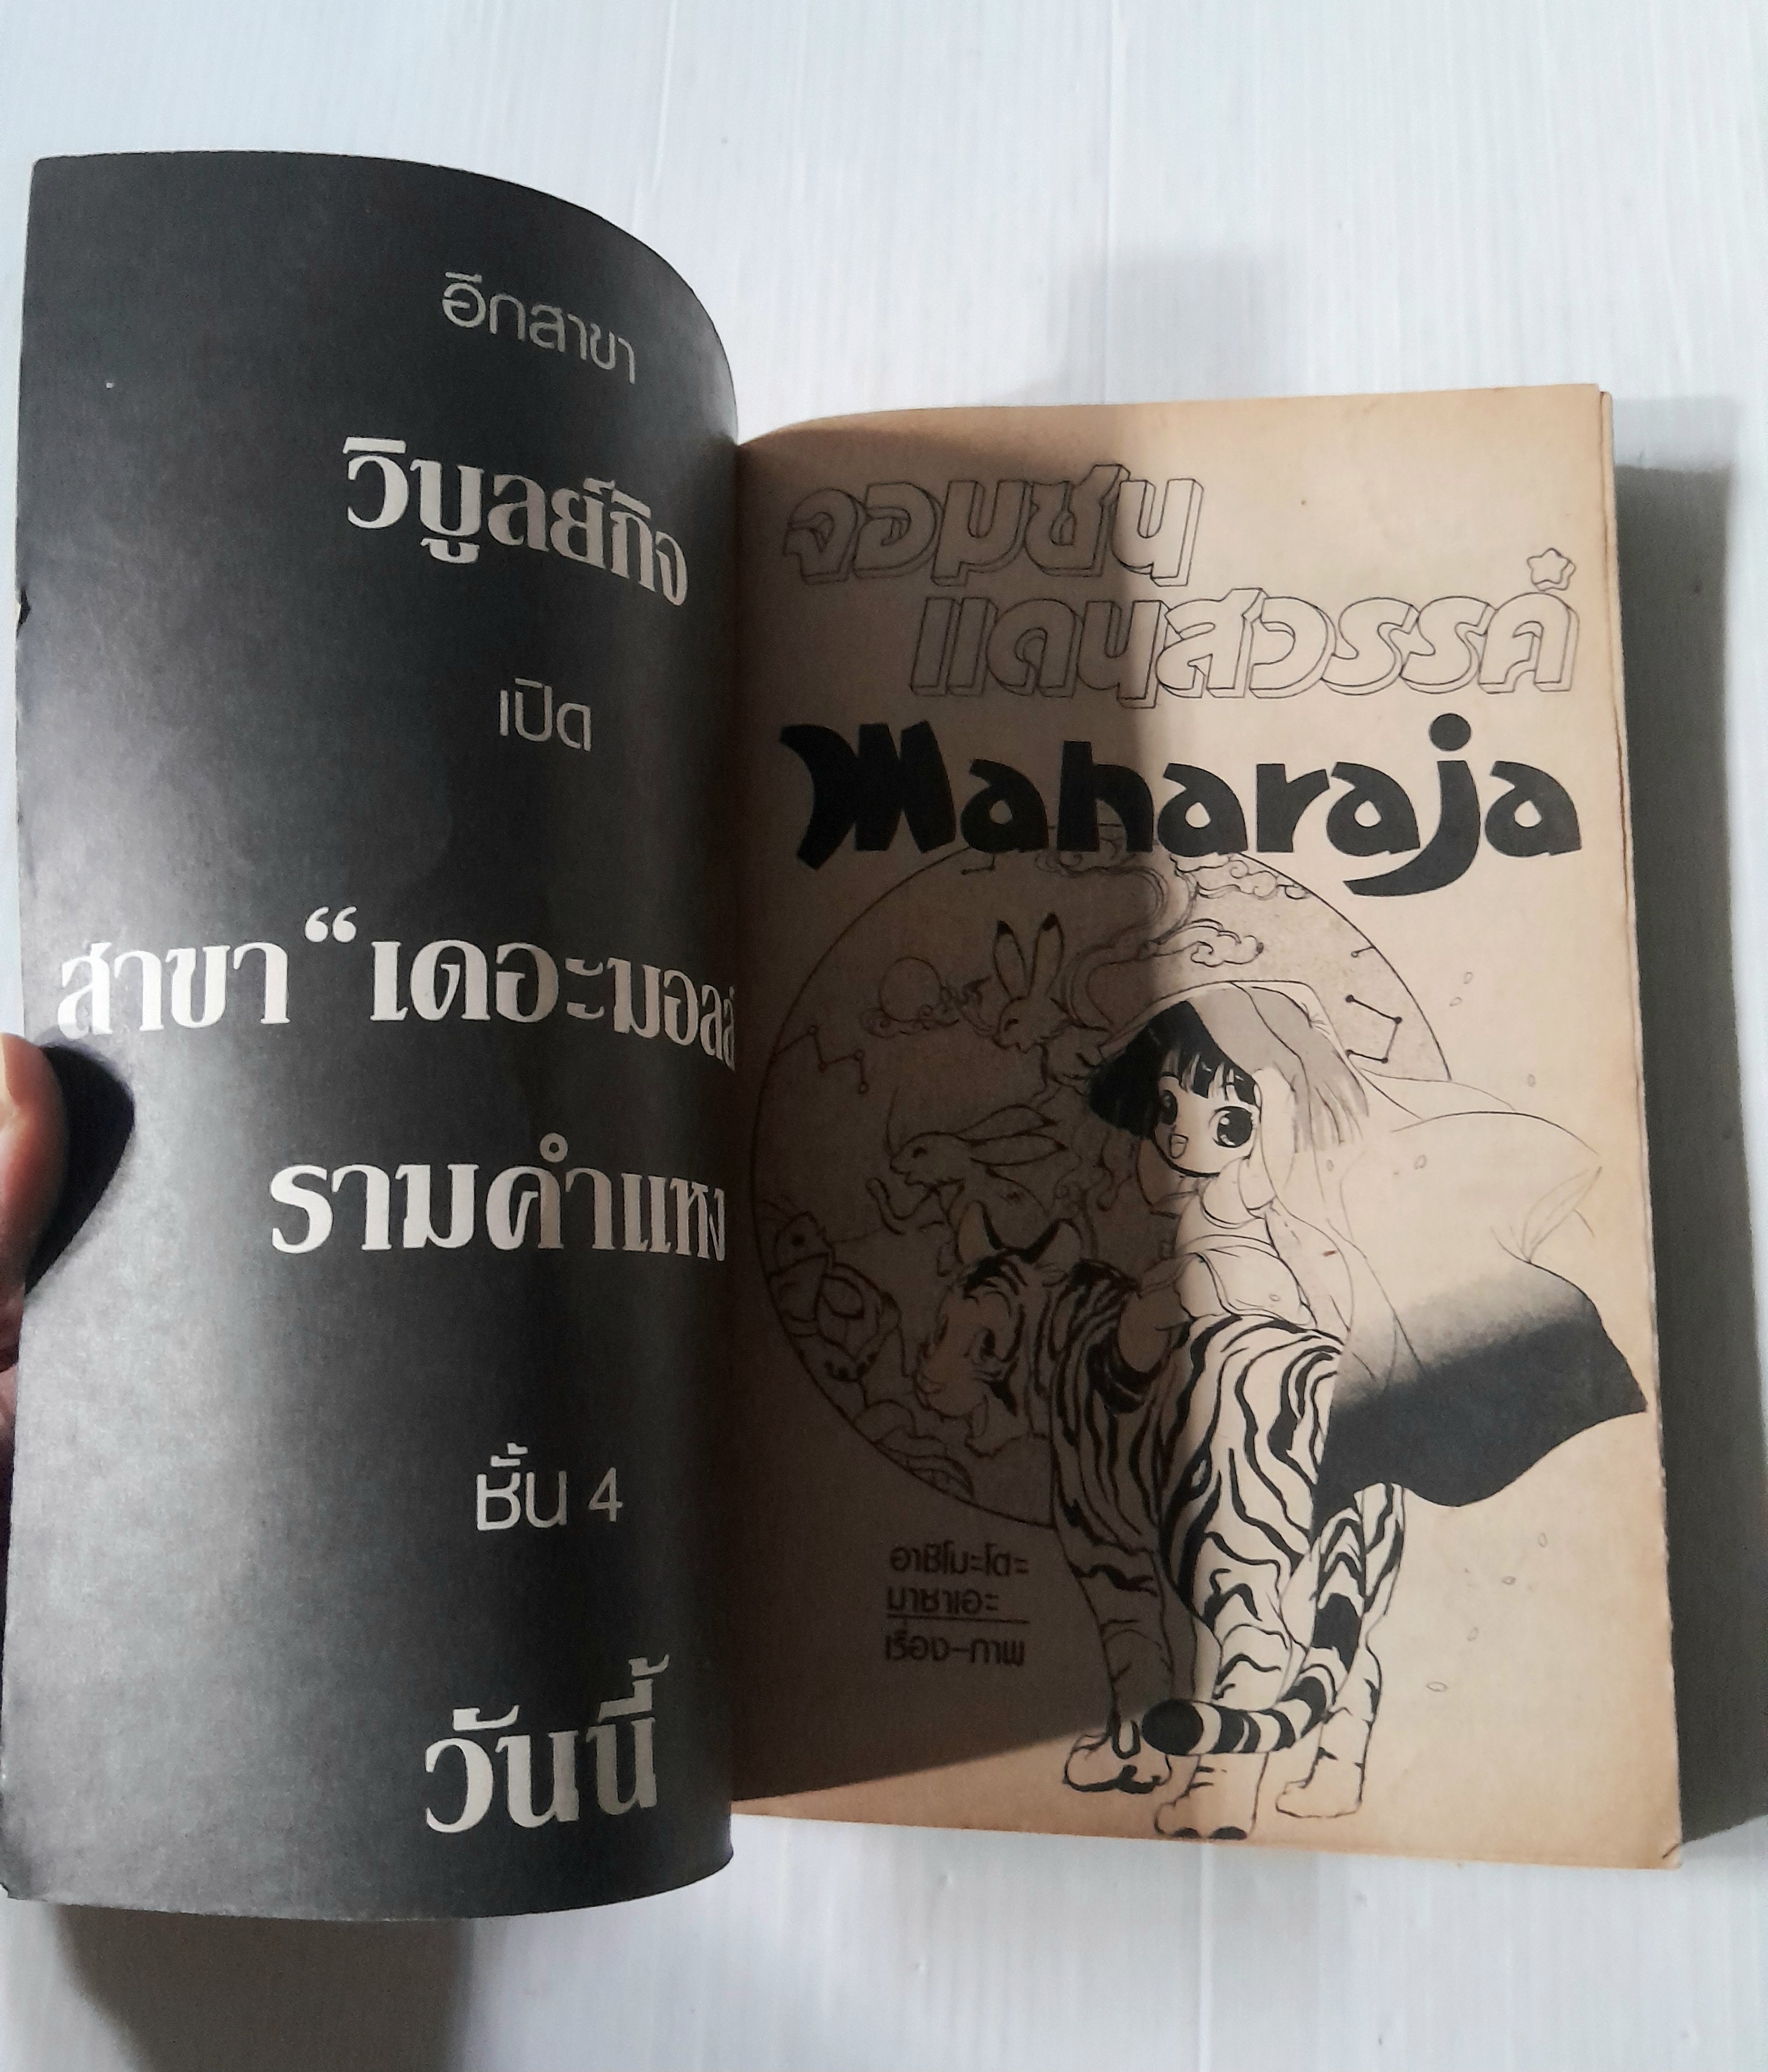 อีกสาขา
วิบูลย์กิจ
เปิด
สาขา “เดอะมอลล์
รามคำแหง
ชั้น 4
วันนี้
จอมซน
แดนสวรรค์
Maharaja
อาชิโมะโตะ
มาซาเอะ
เรื่อง-ภาพ